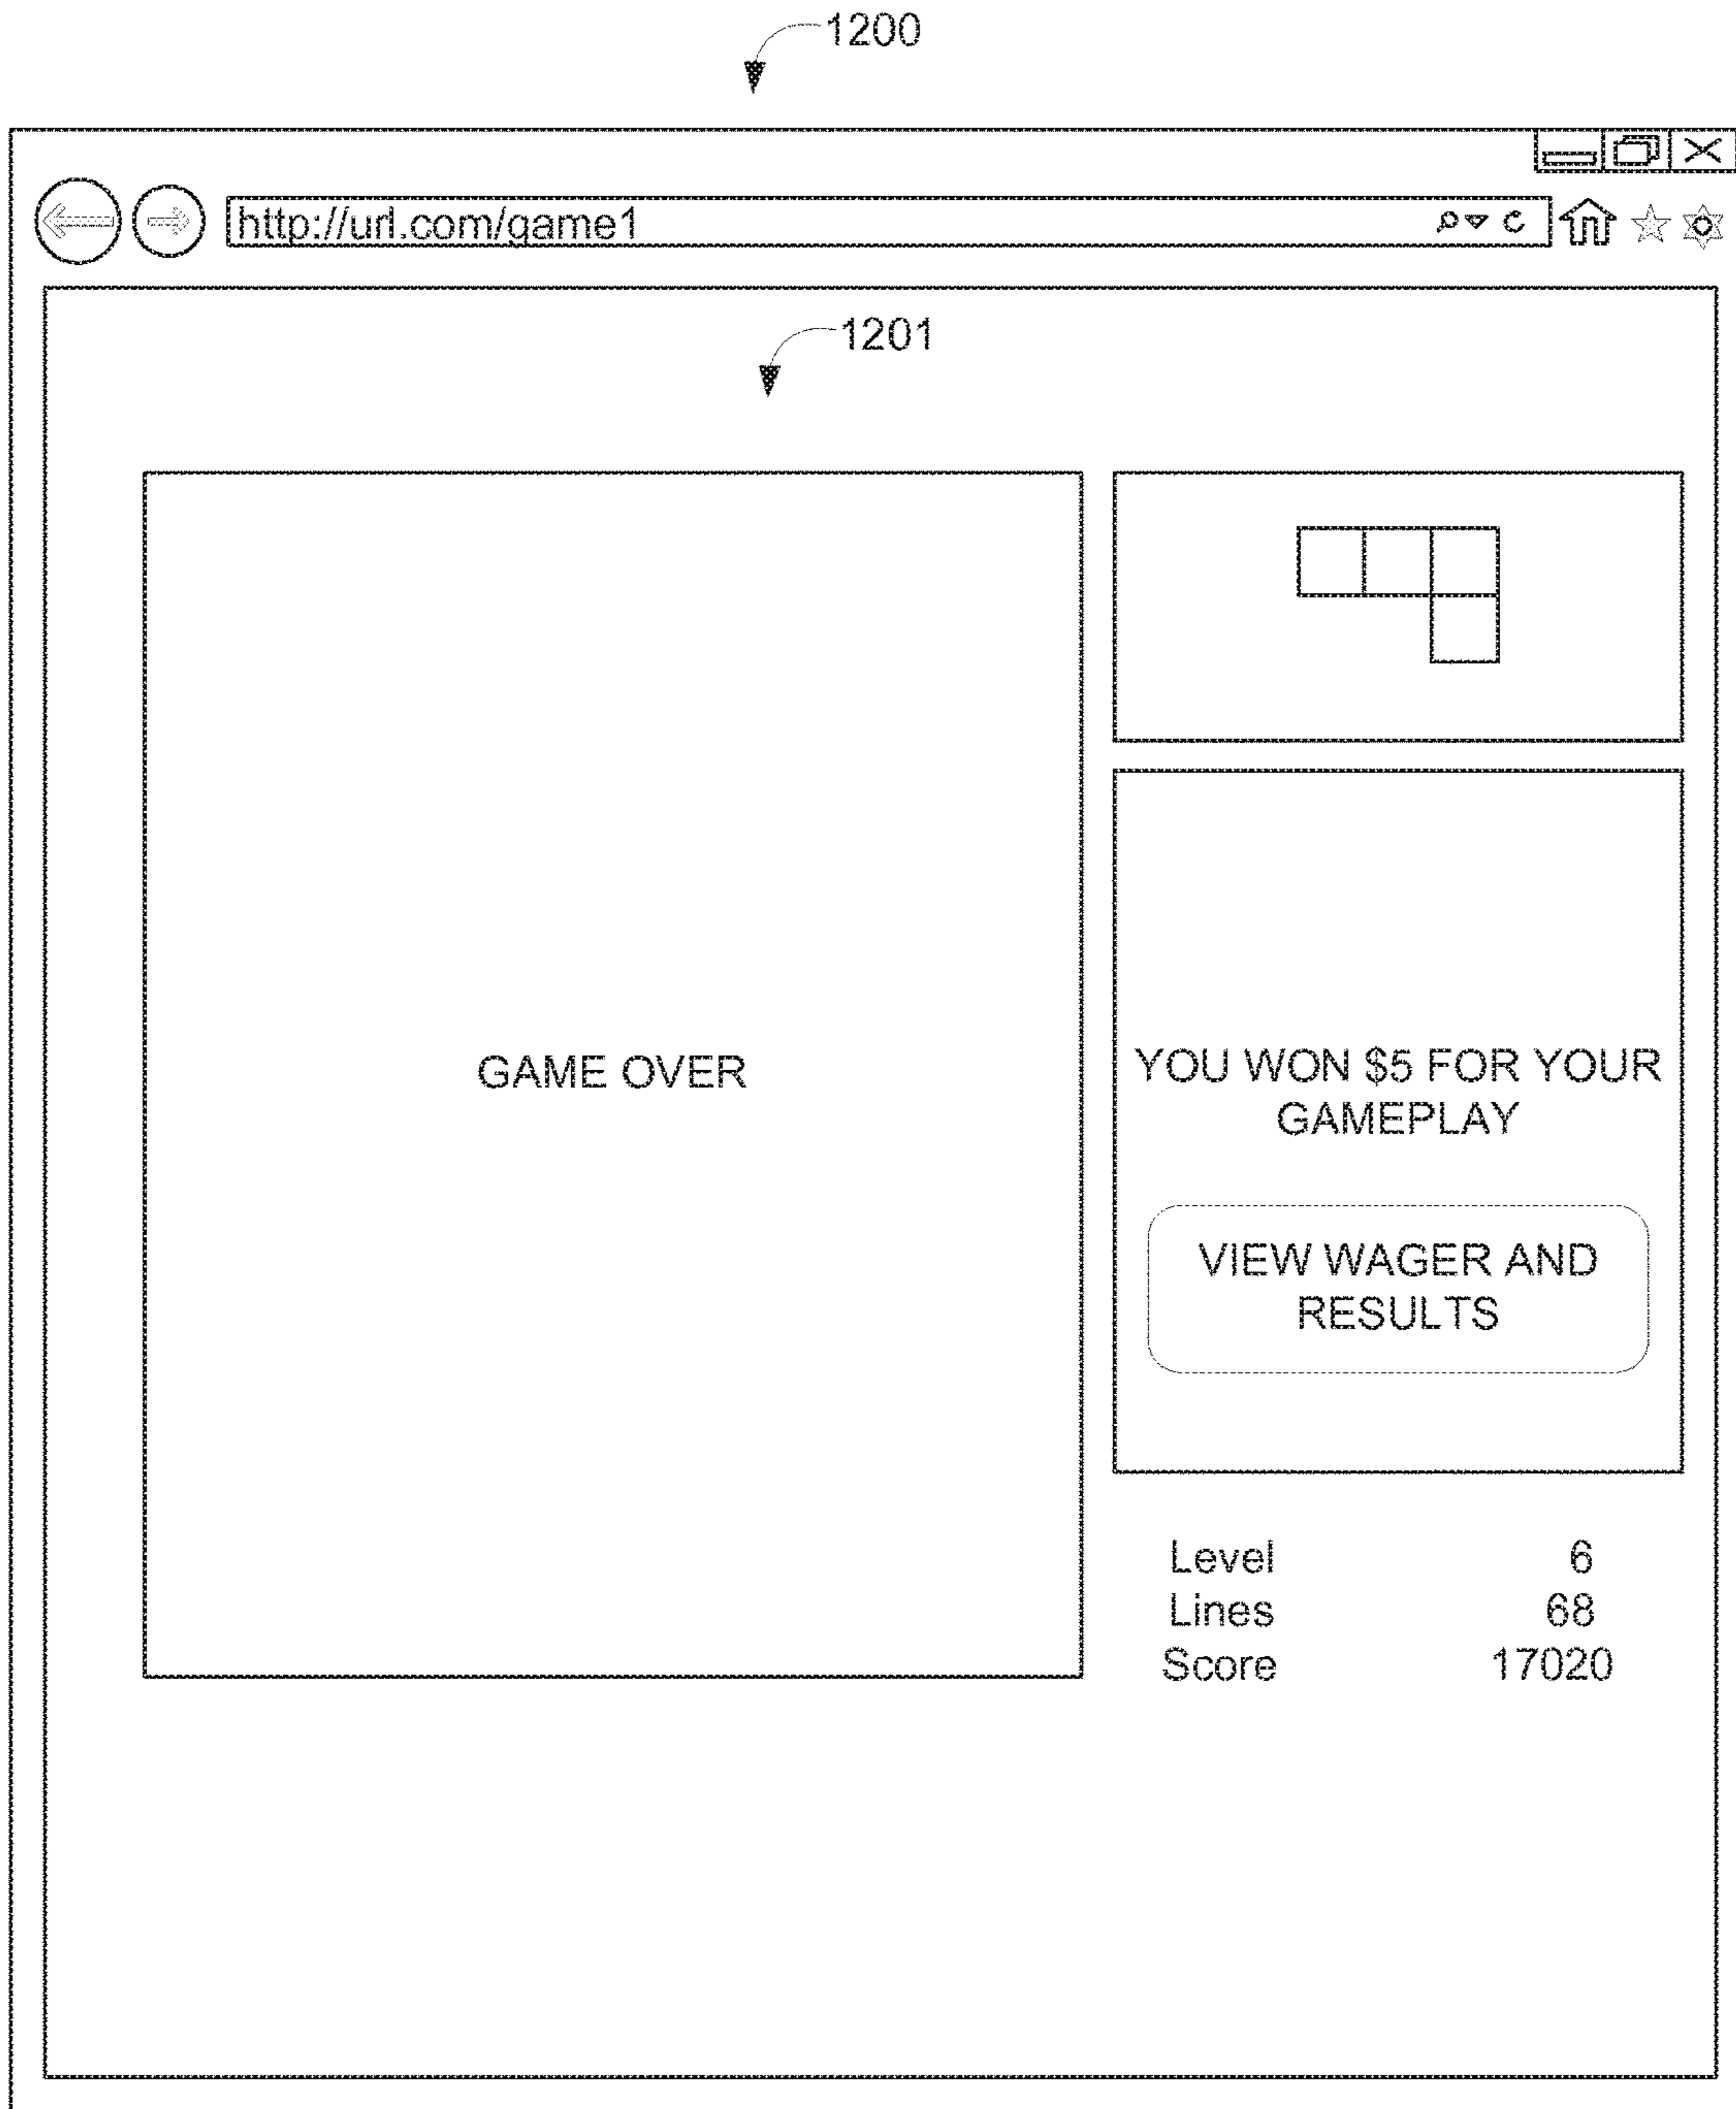 1200
http://url.com/game1
1201
GAME OVER
YOU WON $5 FOR YOUR
GAMEPLAY
VIEW WAGER AND
RESULTS
Level 6
Lines 68
Score 17020